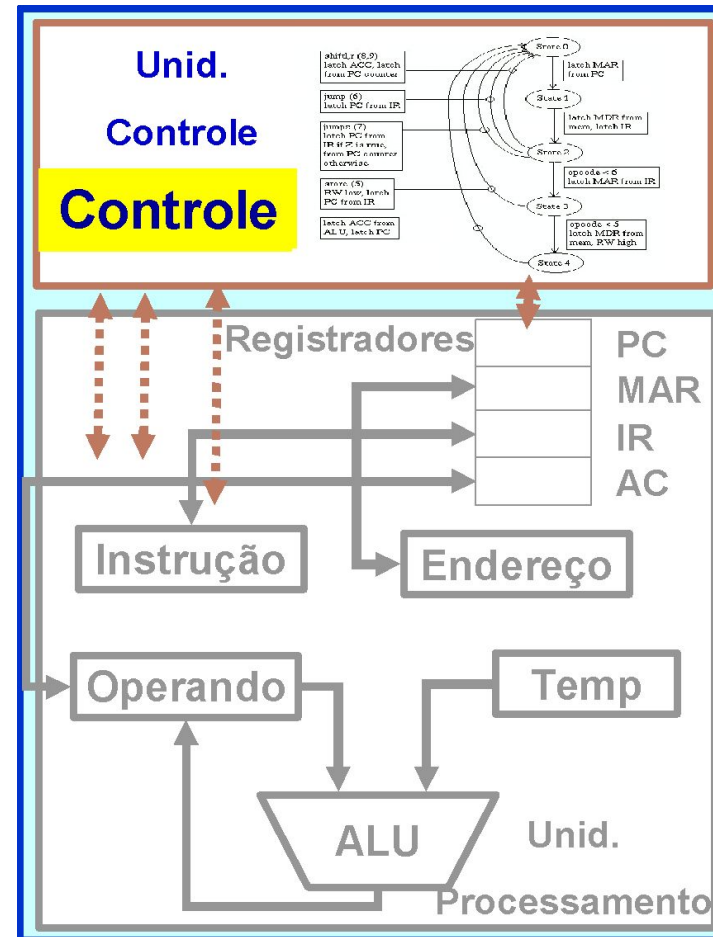 Unid.
Controle
Controle
shiftl,r (8,9)
latch ACC, latch
from PC counter
jump (6)
latch PC from IR
jumpz (7)
latch PC from
IR if Z is true,
from PC counter
otherwise
store (5)
RW low, latch
PC from IR
latch ACC from
ALU, latch PC
State 0
latch MAR
from PC
State 1
latch MDR from
mem, latch IR
State 2
opcode < 6
latch MAR from IR
State 3
opcode < 5
latch MDR from
mem, RW high
State 4
Registradores
PC
MAR
IR
AC
Instrução
Endereço
Operando
Temp
ALU
Unid.
Processamento